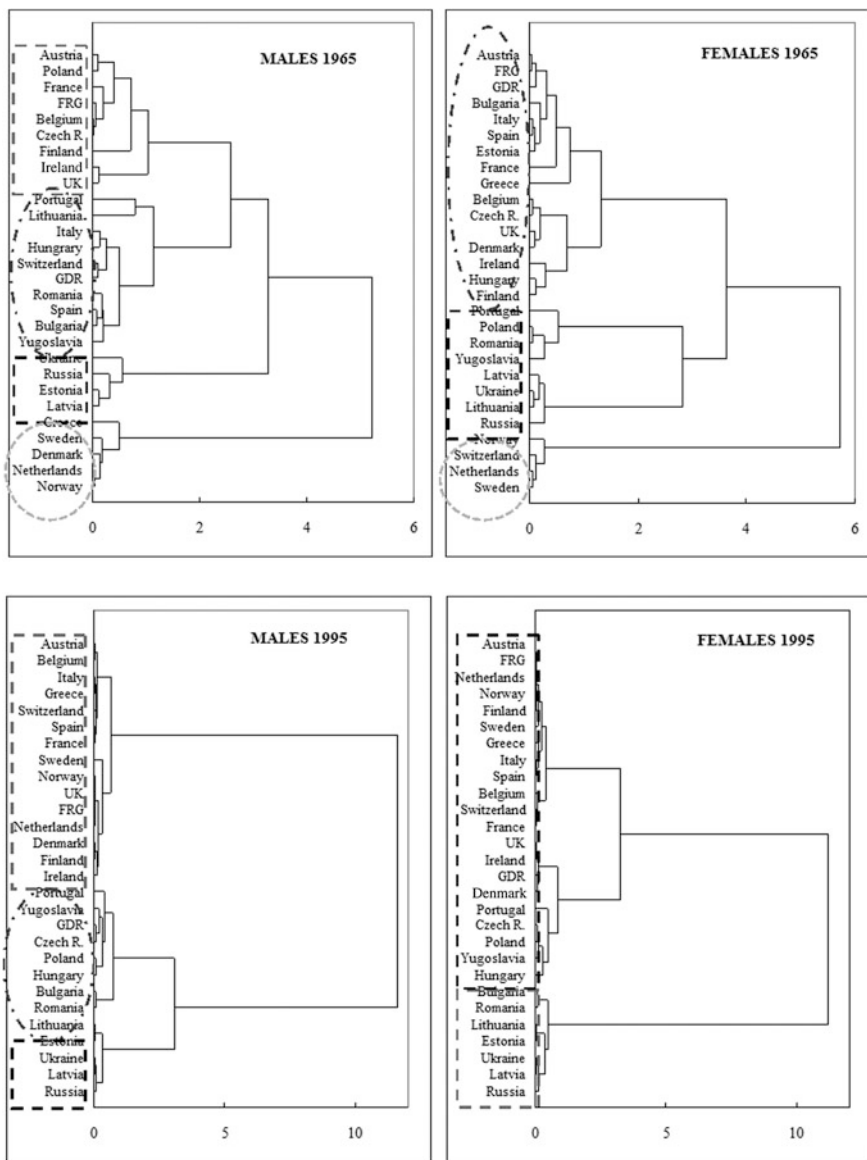 MALES 1965
Austria
Poland
France
FRG
Belgium
Czech R
Finland
Ireland
UK
Portugal
Lithuania
Italy
Hungrary
Switzerland
GDR
Romania
Spain
Bulgaria
Yugoslavia
Ukraine
Russia
Estonia
Latvia
Greece
Sweden
Denmark
Netherlands
Norway
0 2 4 6
FEMALES 1965
Austria
FRG
GDR
Bulgaria
Italy
Spain
Estonia
France
Greece
Belgium
Czech R.
UK
Denmark
Ireland
Hungary
Finland
Portugal
Poland
Romania
Yugoslavia
Latvia
Ukraine
Lithuania
Russia
Norway
Switzerland
Netherlands
Sweden
0 2 4 6
MALES 1995
Austria
Belgium
Italy
Greece
Switzerland
Spain
France
Sweden
Norway
UK
FRG
Netherlands
Denmark
Finland
Ireland
Portugal
Yugoslavia
GDR
Czech R.
Poland
Hungary
Bulgaria
Romania
Lithuania
Estonia
Ukraine
Latvia
Russia
0 5 10
FEMALES 1995
Austria
FRG
Netherlands
Norway
Finland
Sweden
Greece
Italy
Spain
Belgium
Switzerland
France
UK
Ireland
GDR
Denmark
Portugal
Czech R.
Poland
Yugoslavia
Hungary
Bulgaria
Romania
Lithuania
Estonia
Ukraine
Latvia
Russia
0 5 10